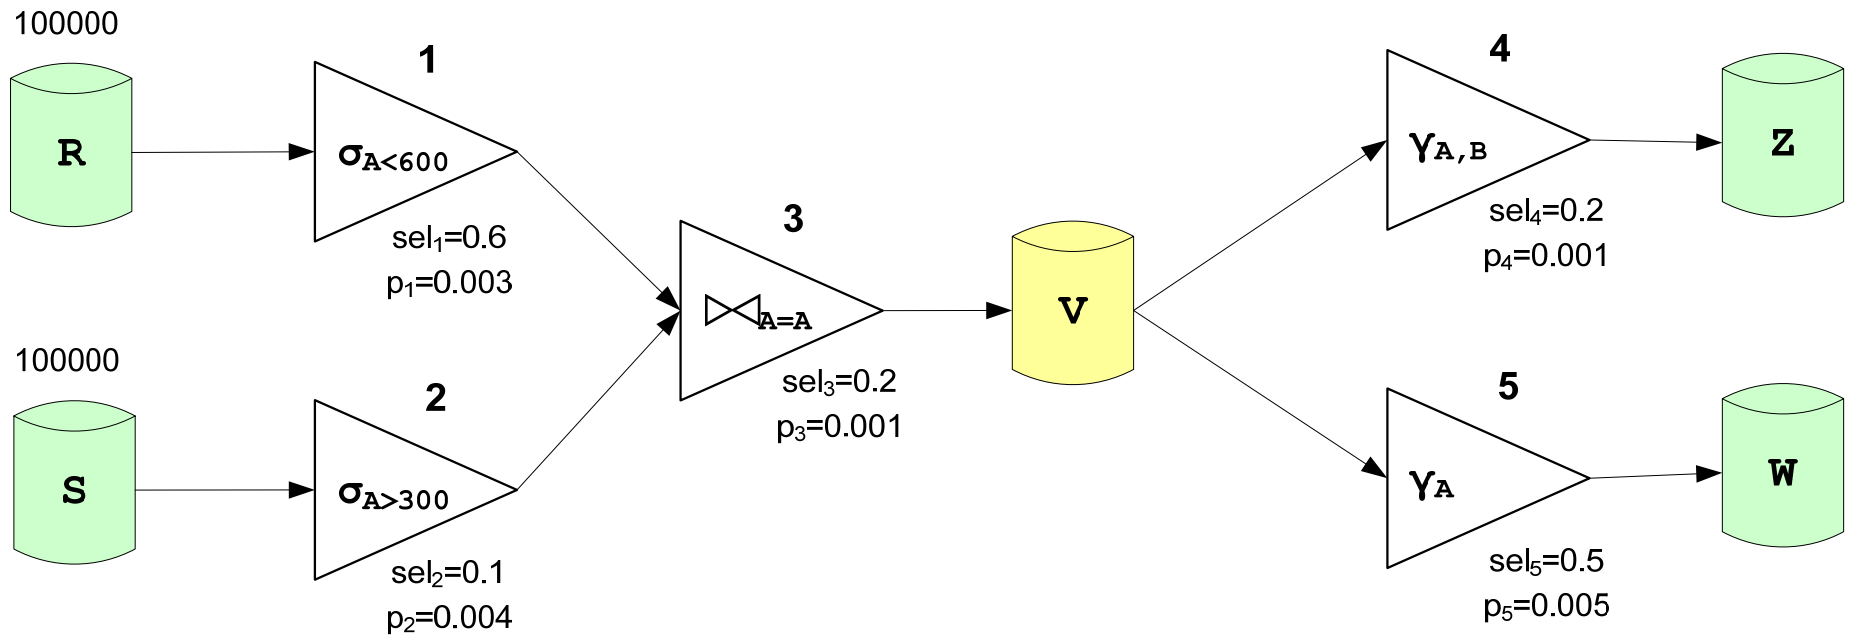 100000
R
1
σA<600
sel1=0.6
p1=0.003
100000
S
2
σA>300
sel2=0.1
p2=0.004
3
⋈A=A
sel3=0.2
p3=0.001
V
4
γA,B
sel4=0.2
p4=0.001
Z
5
γA
sel5=0.5
p5=0.005
W